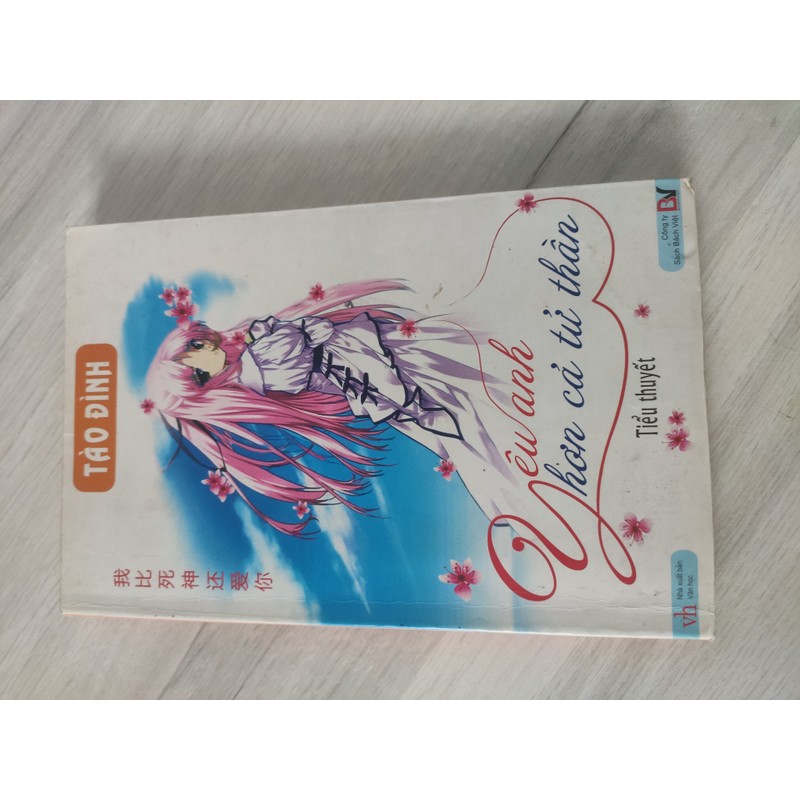 TÀO ĐÌNH
我比死神还爱你
Yêu anh
hơn cả tử thần
Tiểu thuyết
vh
Nhà xuất bản
Văn học
Công ty
Sách Bách Việt
BV